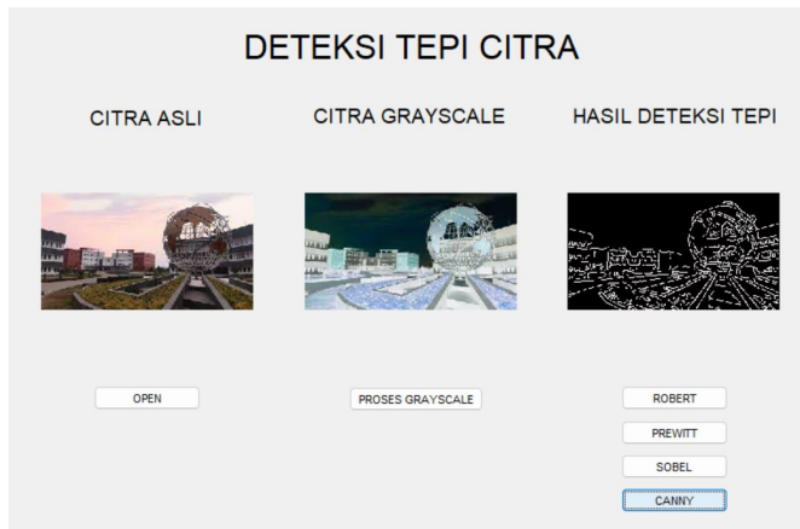 DETEKSI TEPI CITRA
CITRA ASLI
CITRA GRAYSCALE
HASIL DETEKSI TEPI
OPEN
PROSES GRAYSCALE
ROBERT
PREWITT
SOBEL
CANNY